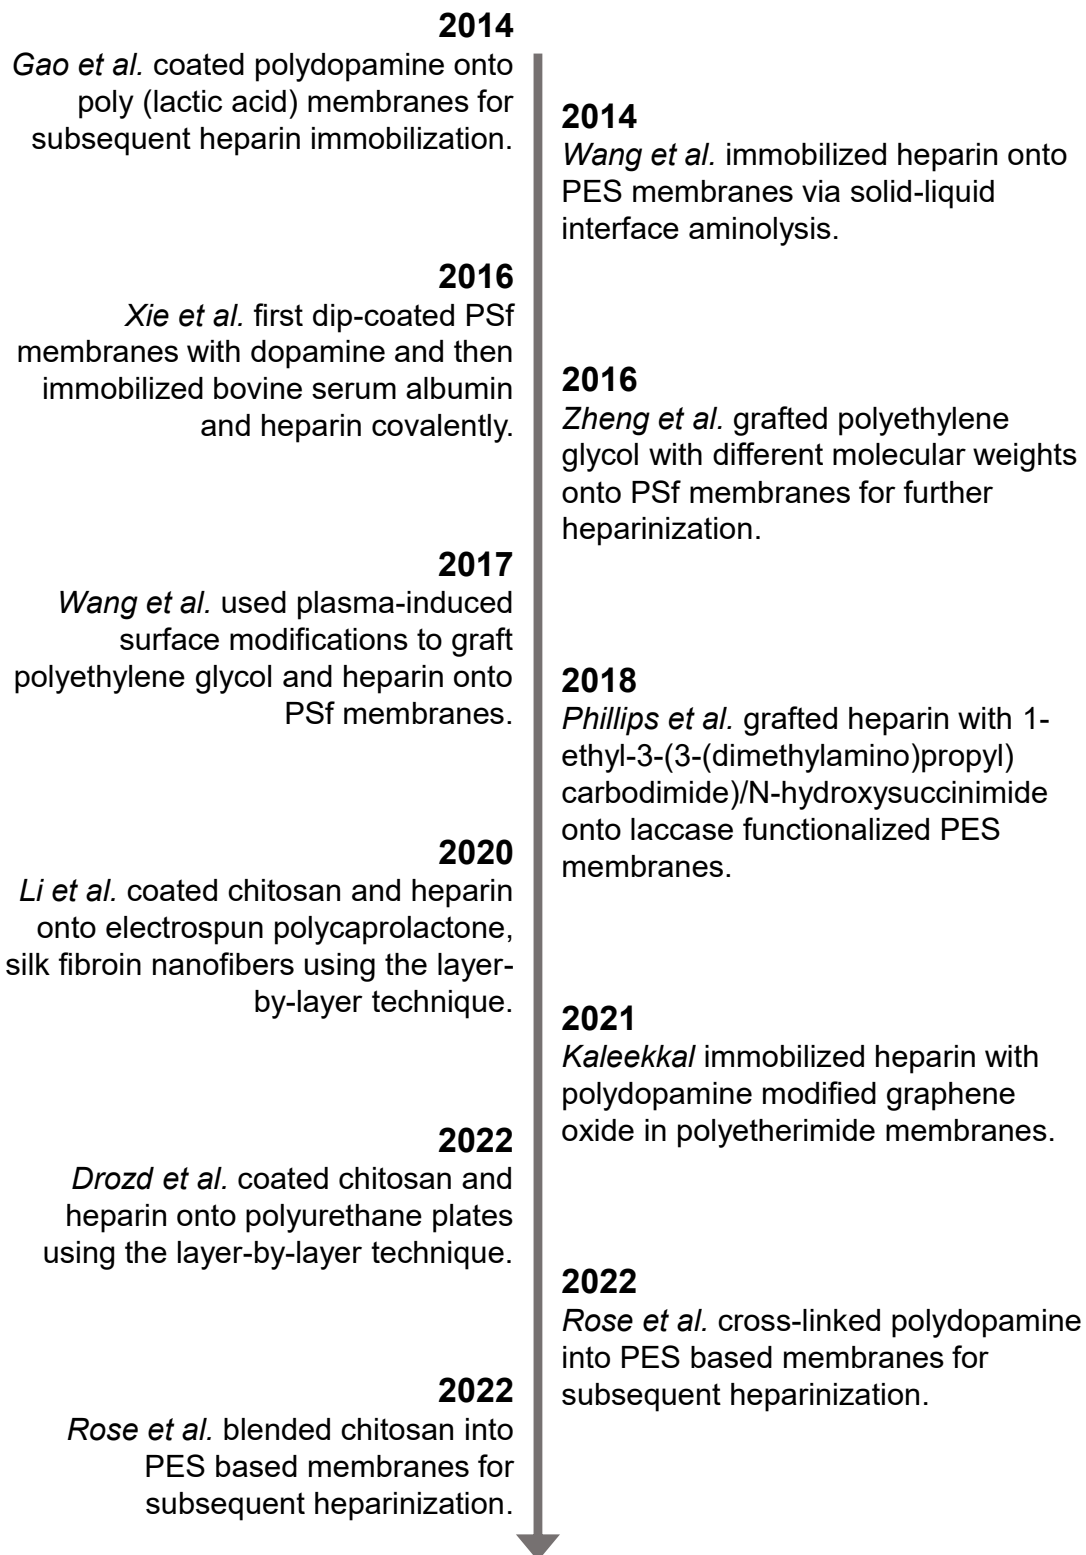 2014
Gao et al. coated polydopamine onto
poly (lactic acid) membranes for
subsequent heparin immobilization.
2014
Wang et al. immobilized heparin onto
PES membranes via solid-liquid
interface aminolysis.
2016
Xie et al. first dip-coated PSf
membranes with dopamine and then
immobilized bovine serum albumin
and heparin covalently.
2016
Zheng et al. grafted polyethylene
glycol with different molecular weights
onto PSf membranes for further
heparinization.
2017
Wang et al. used plasma-induced
surface modifications to graft
polyethylene glycol and heparin onto
PSf membranes.
2018
Phillips et al. grafted heparin with 1-
ethyl-3-(3-(dimethylamino)propyl)
carbodimide)/N-hydroxysuccinimide
onto laccase functionalized PES
membranes.
2020
Li et al. coated chitosan and heparin
onto electrospun polycaprolactone,
silk fibroin nanofibers using the layer-
by-layer technique.
2021
Kaleekkal immobilized heparin with
polydopamine modified graphene
oxide in polyetherimide membranes.
2022
Drozd et al. coated chitosan and
heparin onto polyurethane plates
using the layer-by-layer technique.
2022
Rose et al. cross-linked polydopamine
into PES based membranes for
subsequent heparinization.
2022
Rose et al. blended chitosan into
PES based membranes for
subsequent heparinization.